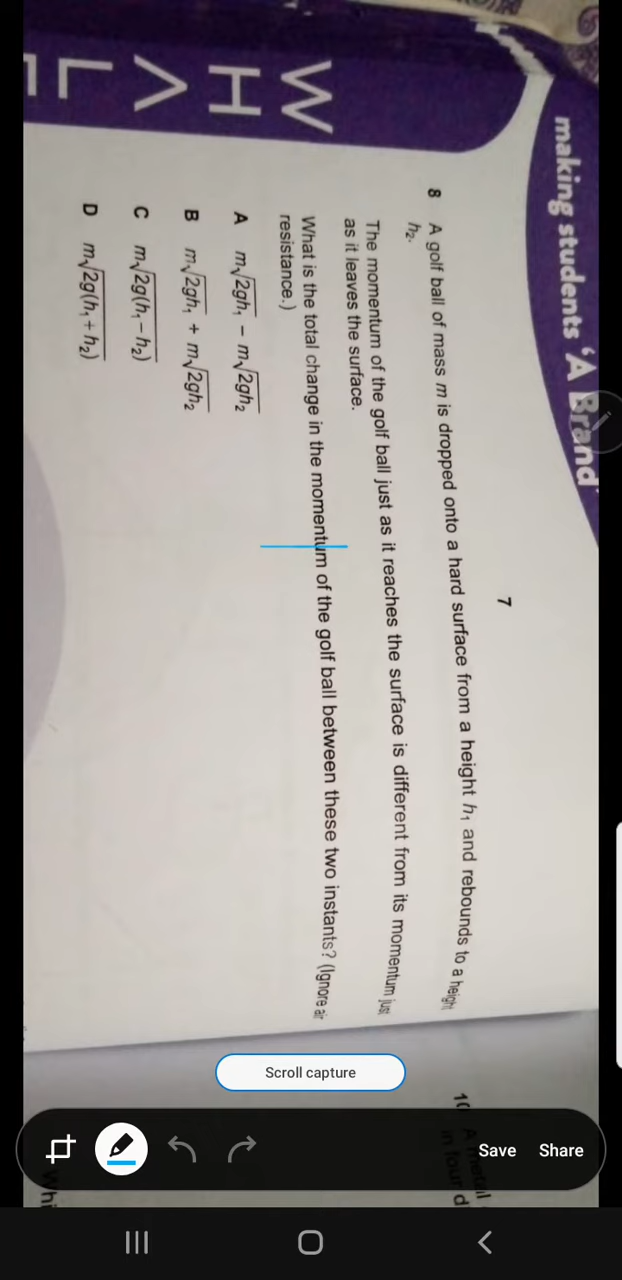 making students ‘A Brand
W
H
Λ
L
7
8 A golf ball of mass m is dropped onto a hard surface from a height h₁ and rebounds to a height
h₂.
The momentum of the golf ball just as it reaches the surface is different from its momentum just
as it leaves the surface.
What is the total change in the momentum of the golf ball between these two instants? (Ignore air
resistance.)
A m√2gh₁ – m√2gh₂
B m√2gh₁ + m√2gh₂
C m√2g(h₁ – h₂)
D m√2g(h₁ + h₂)
A metal
in four d
Whi
Scroll capture
Save Share